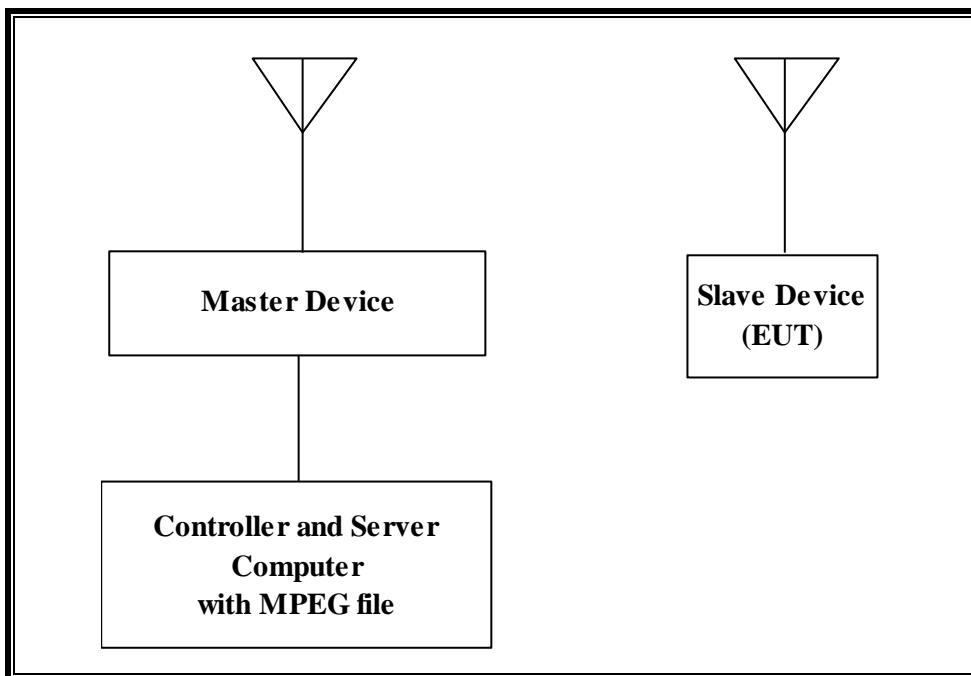 Master Device
Slave Device
(EUT)
Controller and Server
Computer
with MPEG file